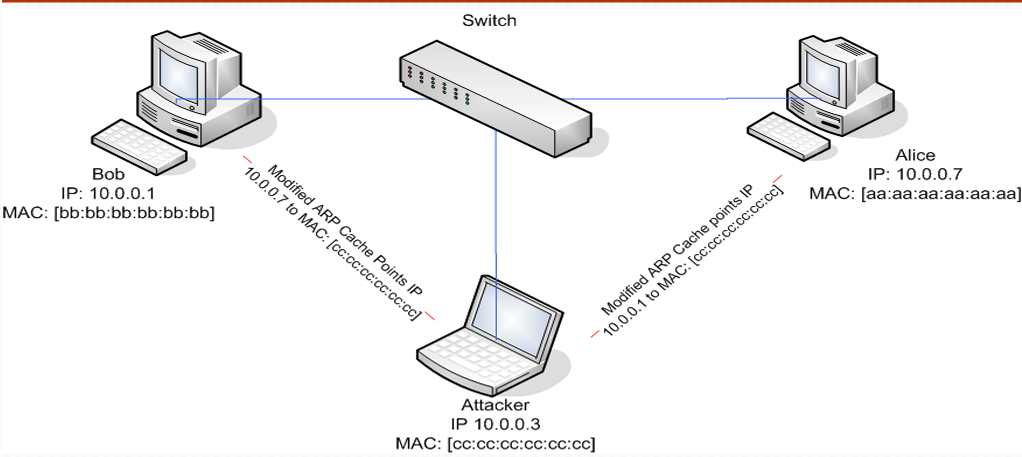 Switch
Bob
IP: 10.0.0.1
MAC: [bb:bb:bb:bb:bb:bb]
Alice
IP: 10.0.0.7
MAC: [aa:aa:aa:aa:aa:aa]
Modified ARP Cache Points IP
10.0.0.7 to MAC: [cc:cc:cc:cc:cc:cc]
Modified ARP Cache points IP
10.0.0.1 to MAC: [cc:cc:cc:cc:cc:cc]
Attacker
IP 10.0.0.3
MAC: [cc:cc:cc:cc:cc:cc]